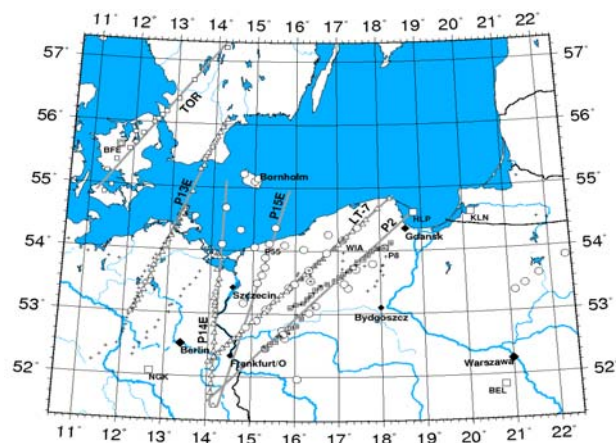 11° 12° 13° 14° 15° 16° 17° 18° 19° 20° 21° 22°
57° 57°
TOR
56° 56°
BFE
Bornholm
55° 55°
P13E P15E LT-7 P2
HLP KLN
Gdansk
54° 54°
P55 WIA P8
Szczecin
53° 53°
Bydgoszcz
P14E
Berlin Frankfurt/O Warszawa
52° 52°
NGK BEL
11° 12° 13° 14° 15° 16° 17° 18° 19° 20° 21° 22°